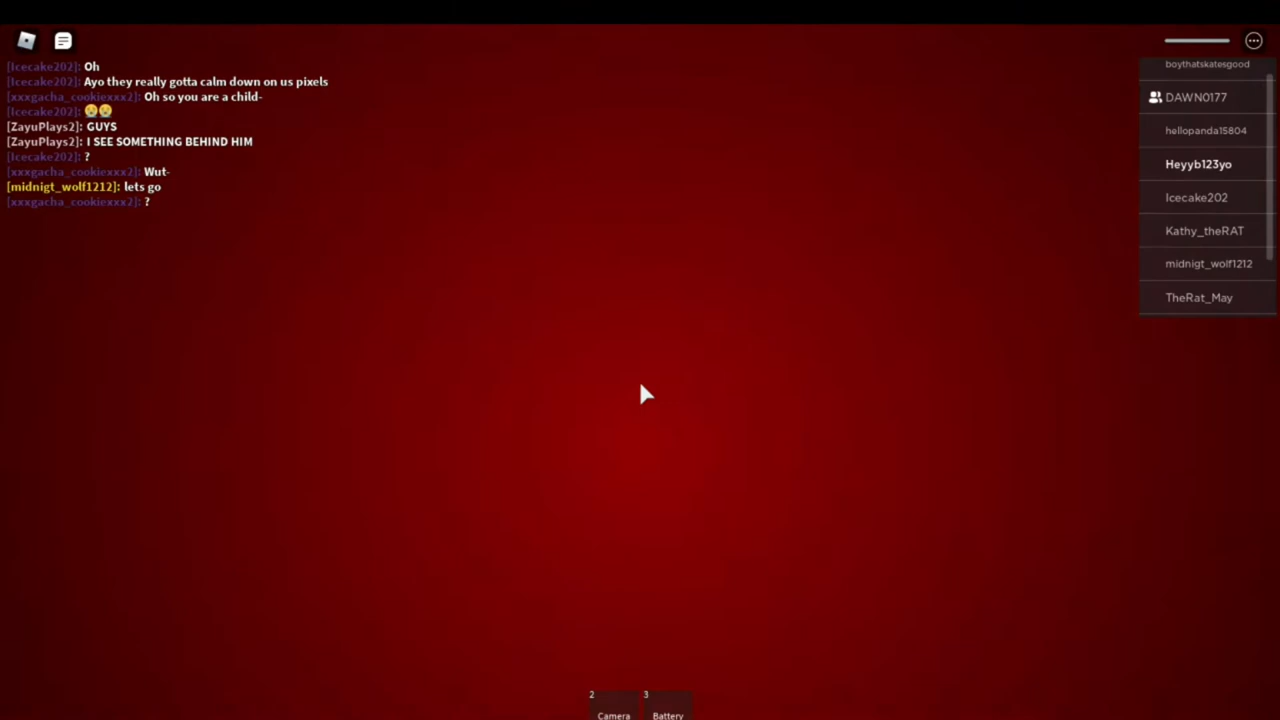 [Icecake202]: Oh
[Icecake202]: Ayo they really gotta calm down on us pixels
[xxxgacha_cookiexxx2]: Oh so you are a child-
[Icecake202]: 😢😢
[ZayuPlays2]: GUYS
[ZayuPlays2]: I SEE SOMETHING BEHIND HIM
[Icecake202]: ?
[xxxgacha_cookiexxx2]: Wut-
[midnigt_wolf1212]: lets go
[xxxgacha_cookiexxx2]: ?
boythatskatesgood
DAWN0177
hellopanda15804
Heyyb123yo
Icecake202
Kathy_theRAT
midnigt_wolf1212
TheRat_May
2
Camera
3
Battery